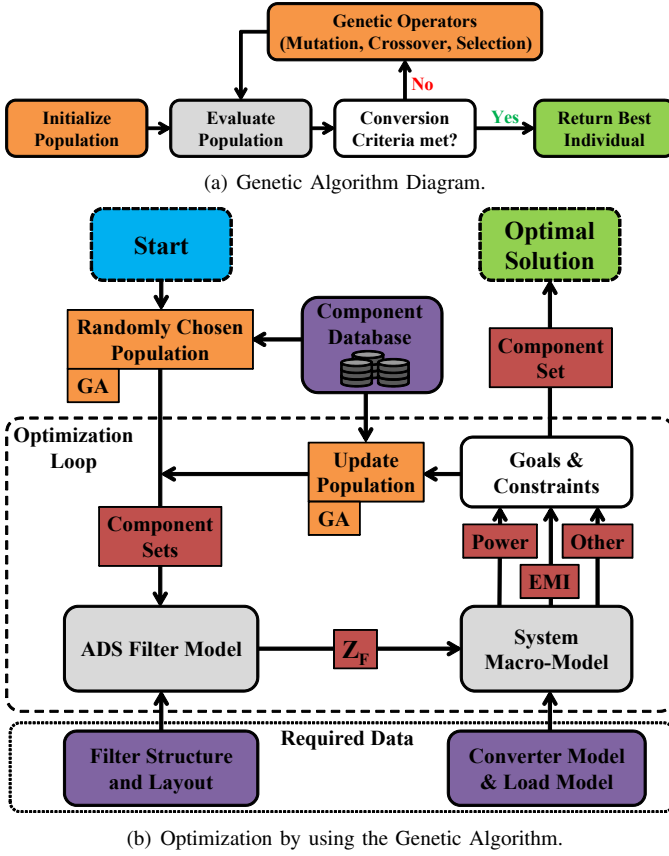 Genetic Operators
(Mutation, Crossover, Selection)
No
Initialize
Population
Evaluate
Population
Conversion
Criteria met?
Yes
Return Best
Individual
(a) Genetic Algorithm Diagram.
Start
Optimal
Solution
Randomly Chosen
Population
GA
Component
Database
Component
Set
Optimization
Loop
Update
Population
GA
Goals &
Constraints
Component
Sets
Power
Other
EMI
ADS Filter Model
Z_F
System
Macro-Model
Required Data
Filter Structure
and Layout
Converter Model
& Load Model
(b) Optimization by using the Genetic Algorithm.